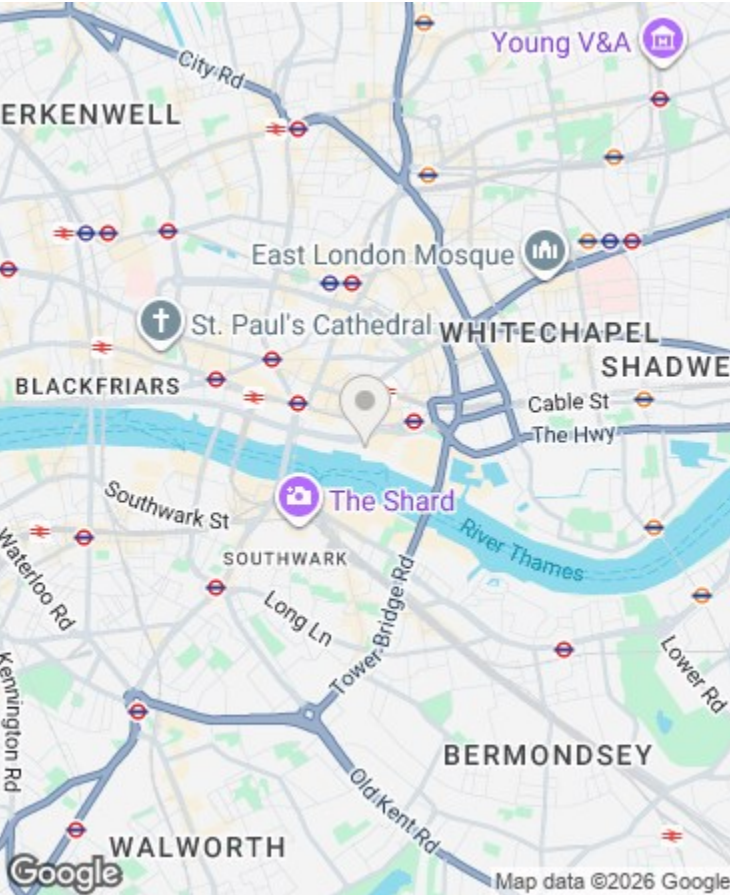 Young V&A
City Rd
ERKENWELL
East London Mosque
St. Paul's Cathedral
WHITECHAPEL
SHADWE
BLACKFRIARS
Cable St
The Hwy
The Shard
Southwark St
River Thames
Waterloo Rd
SOUTHWARK
Long Ln
Tower Bridge Rd
Lower Rd
Kennington Rd
BERMONDSEY
Old Kent Rd
WALWORTH
Google
Map data ©2026 Google